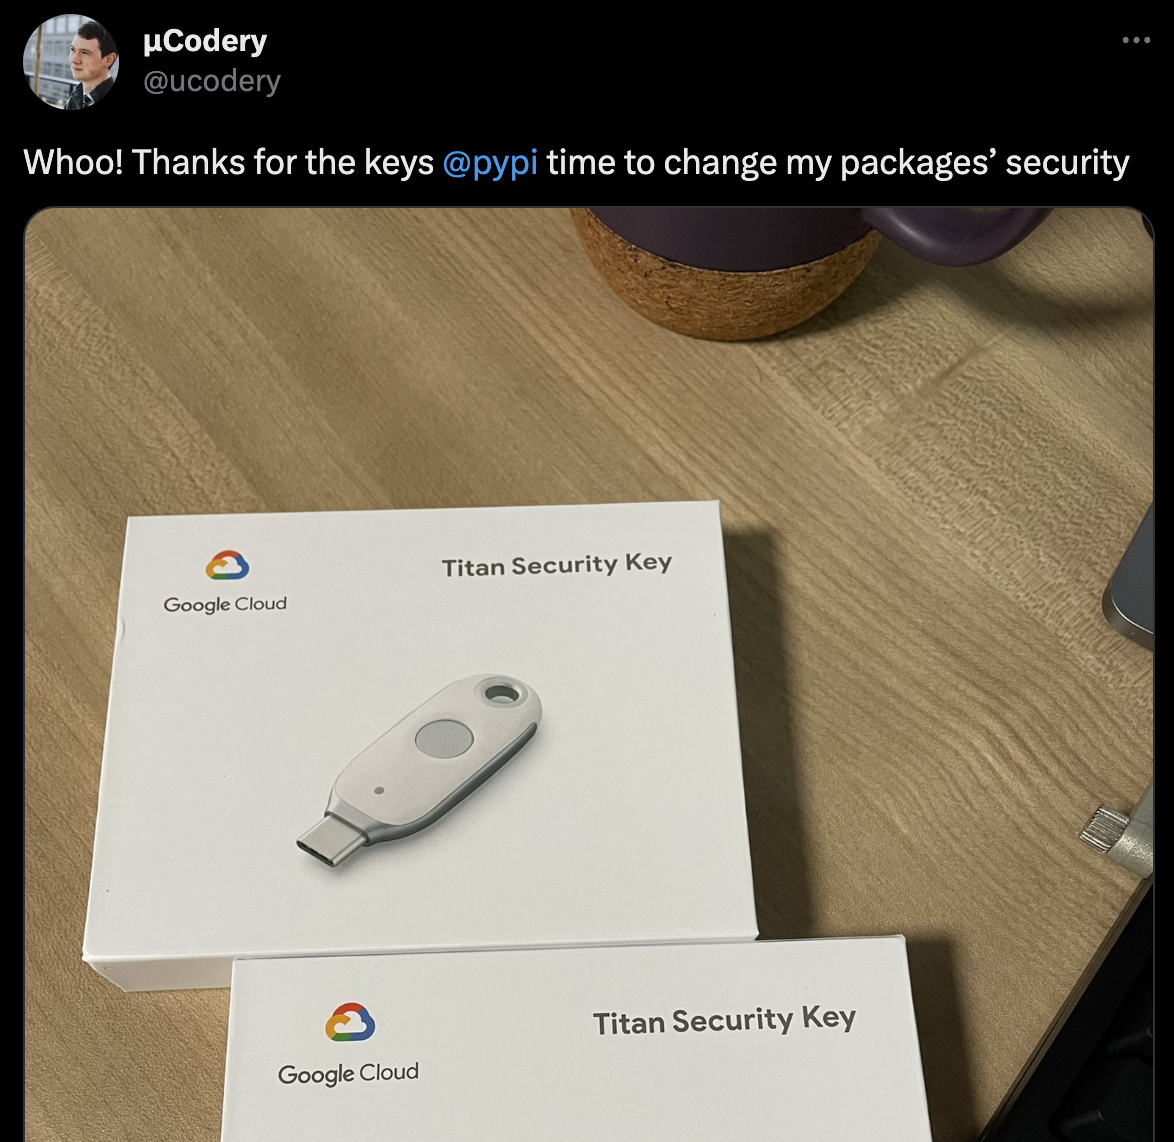 µCodery
@ucodery
Whoo! Thanks for the keys @pypi time to change my packages’ security
Google Cloud
Titan Security Key
Google Cloud
Titan Security Key